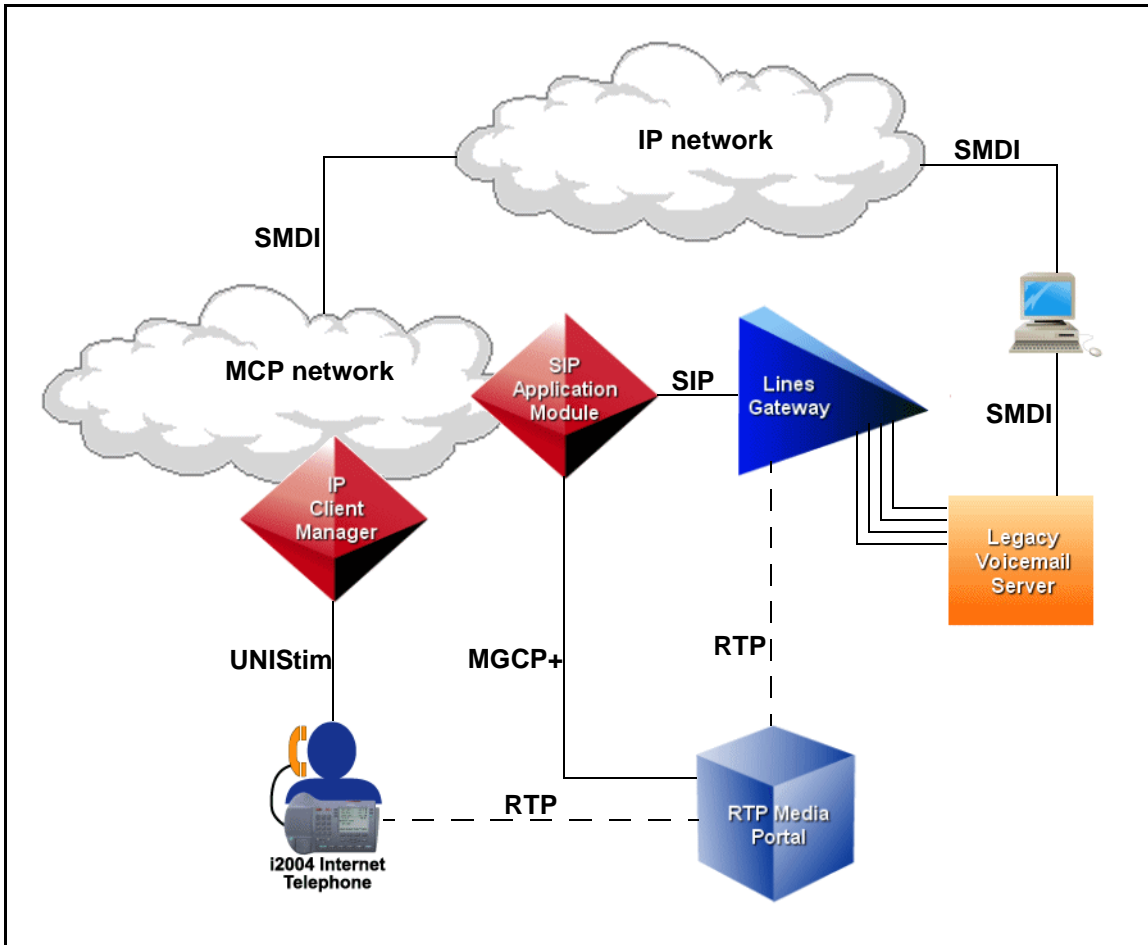 IP network
SMDI
SMDI
MCP network
SIP
Application
Module
SIP
Lines
Gateway
SMDI
IP
Client
Manager
Legacy
Voicemail
Server
UNIStim
MGCP+
RTP
RTP
RTP Media
Portal
i2004 Internet
Telephone